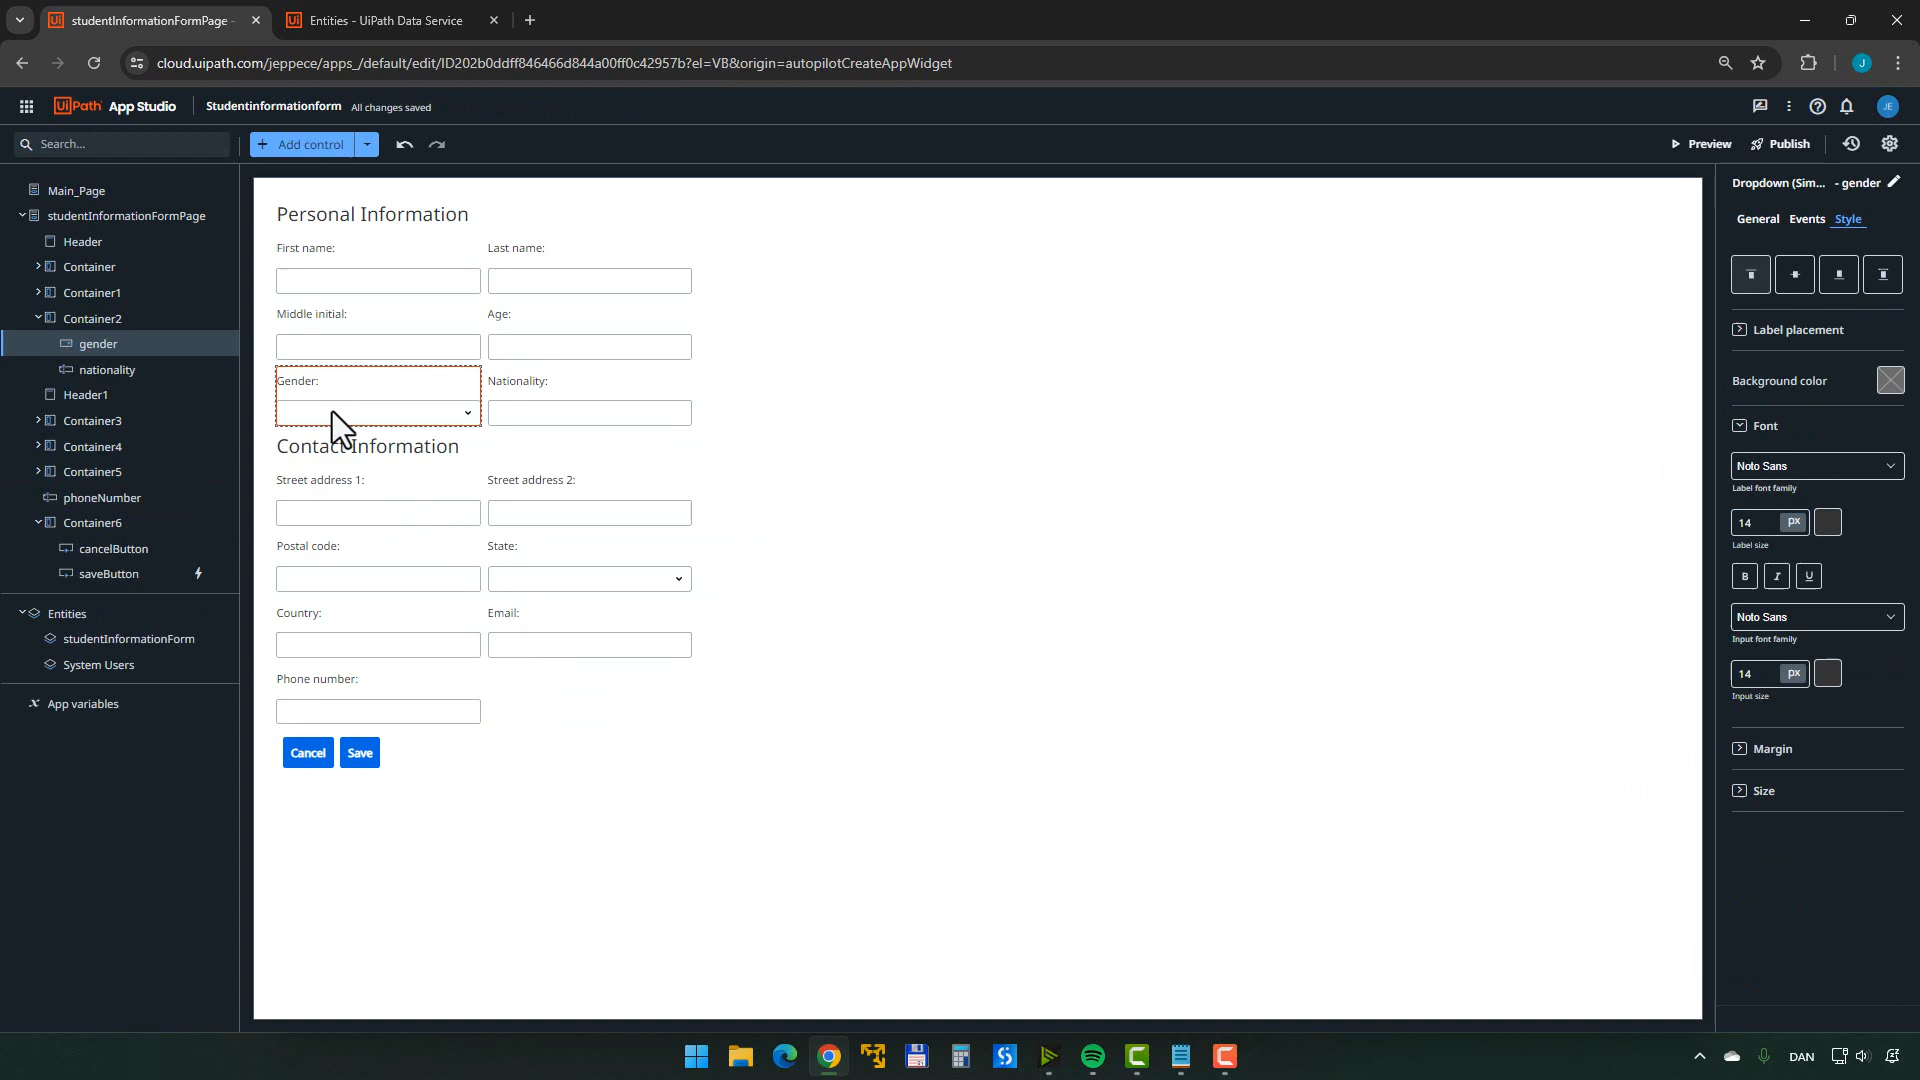 studentInformationFormPage -
Entities - UiPath Data Service
cloud.uipath.com/jeppece/apps_/default/edit/ID202b0ddff846466d844a00ff0c42957b?el=VB&origin=autopilotCreateAppWidget
J
UiPath App Studio
Studentinformationform
All changes saved
JE
Search...
Add control
Preview
Publish
Main_Page
studentInformationFormPage
Header
Container
Container1
Container2
gender
nationality
Header1
Container3
Container4
Container5
phoneNumber
Container6
cancelButton
saveButton
Entities
studentInformationForm
System Users
App variables
Personal Information
First name:
Last name:
Middle initial:
Age:
Gender:
Nationality:
Contact Information
Street address 1:
Street address 2:
Postal code:
State:
Country:
Email:
Phone number:
Cancel
Save
Dropdown (Sim... - gender
General
Events
Style
Label placement
Background color
Font
Noto Sans
Label font family
14 px
Label size
B
I
U
Noto Sans
Input font family
14 px
Input size
Margin
Size
DAN